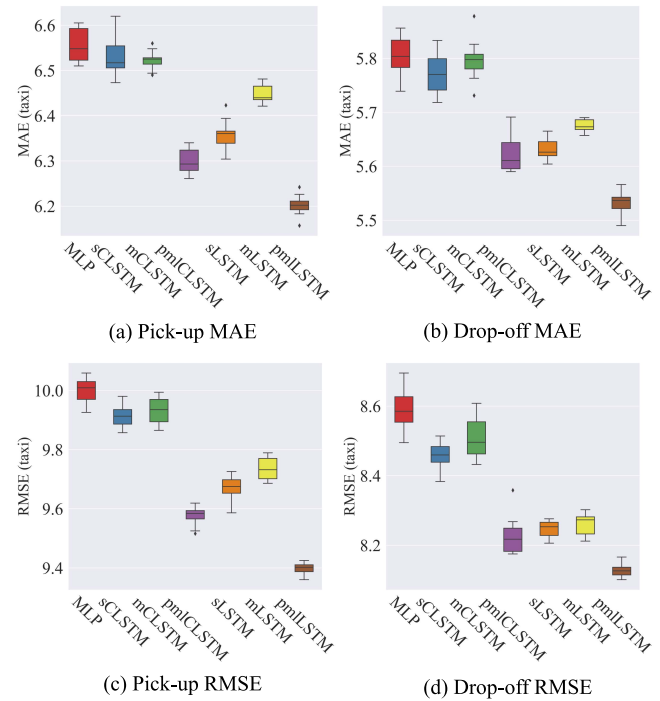 6.6
6.5
6.4
6.3
6.2
MAE (taxi)
MLP
sCLSTM
mCLSTM
pmlCLSTM
sLSTM
mLSTM
pmlLSTM
(a) Pick-up MAE
5.8
5.7
5.6
5.5
MAE (taxi)
MLP
sCLSTM
mCLSTM
pmlCLSTM
sLSTM
mLSTM
pmlLSTM
(b) Drop-off MAE
10.0
9.8
9.6
9.4
RMSE (taxi)
MLP
sCLSTM
mCLSTM
pmlCLSTM
sLSTM
mLSTM
pmlLSTM
(c) Pick-up RMSE
8.6
8.4
8.2
RMSE (taxi)
MLP
sCLSTM
mCLSTM
pmlCLSTM
sLSTM
mLSTM
pmlLSTM
(d) Drop-off RMSE